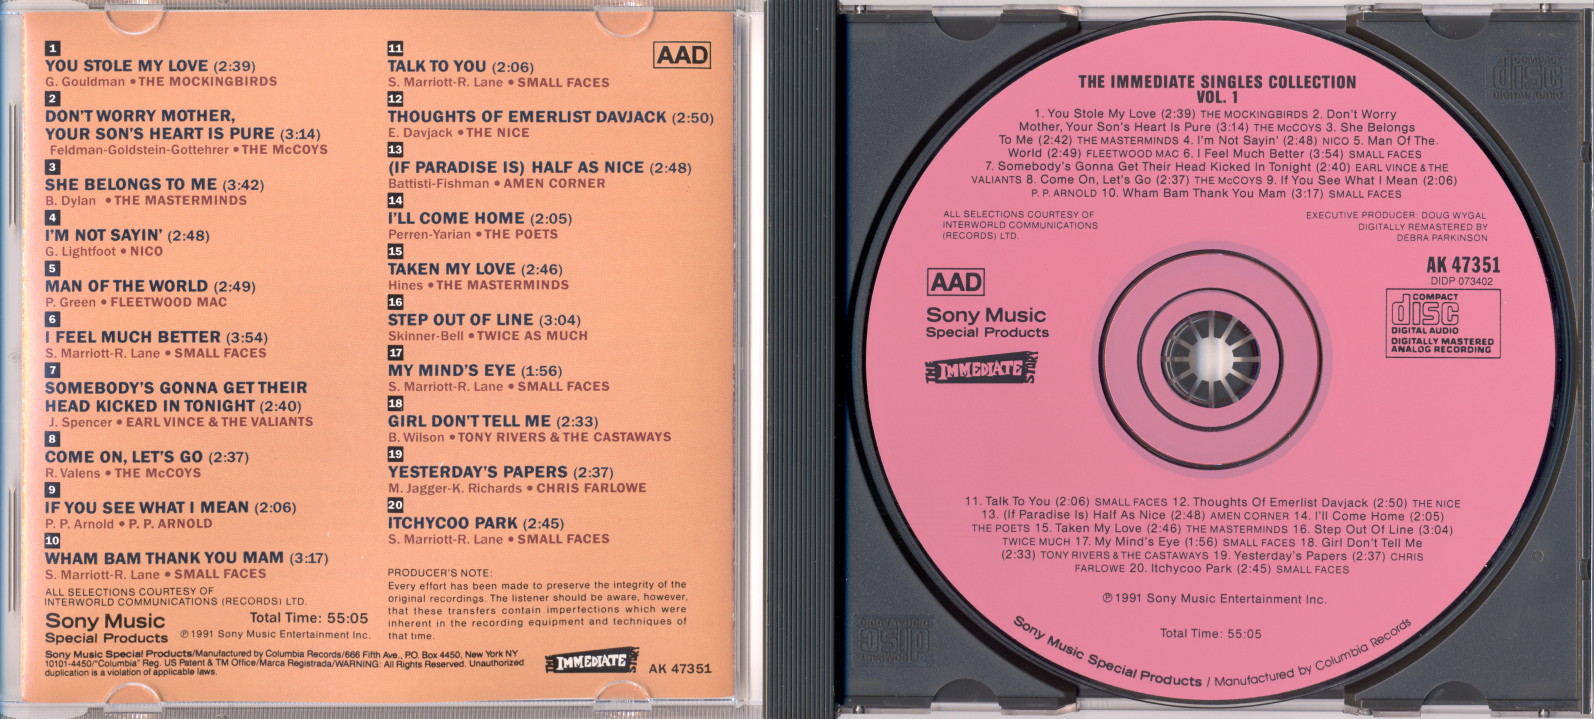 1
YOU STOLE MY LOVE (2:39)
G. Gouldman • THE MOCKINGBIRDS
2
DON'T WORRY MOTHER,
YOUR SON'S HEART IS PURE (3:14)
Feldman-Goldstein-Gottehrer • THE McCOYS
3
SHE BELONGS TO ME (3:42)
B. Dylan • THE MASTERMINDS
4
I'M NOT SAYIN' (2:48)
G. Lightfoot • NICO
5
MAN OF THE WORLD (2:49)
P. Green • FLEETWOOD MAC
6
I FEEL MUCH BETTER (3:54)
S. Marriott-R. Lane • SMALL FACES
7
SOMEBODY'S GONNA GET THEIR
HEAD KICKED IN TONIGHT (2:40)
J. Spencer • EARL VINCE & THE VALIANTS
8
COME ON, LET'S GO (2:37)
R. Valens • THE McCOYS
9
IF YOU SEE WHAT I MEAN (2:06)
P. P. Arnold • P. P. ARNOLD
10
WHAM BAM THANK YOU MAM (3:17)
S. Marriott-R. Lane • SMALL FACES
ALL SELECTIONS COURTESY OF
INTERWORLD COMMUNICATIONS (RECORDS) LTD.
Sony Music
Special Products
Total Time: 55:05
℗ 1991 Sony Music Entertainment Inc.
Sony Music Special Products/Manufactured by Columbia Records/666 Fifth Ave., P.O. Box 4450, New York NY
10101-4450/"Columbia" Reg. US Patent & TM Office/Marca Registrada/WARNING: All Rights Reserved. Unauthorized
duplication is a violation of applicable laws.
AAD
11
TALK TO YOU (2:06)
S. Marriott-R. Lane • SMALL FACES
12
THOUGHTS OF EMERLIST DAVJACK (2:50)
E. Davjack • THE NICE
13
(IF PARADISE IS) HALF AS NICE (2:48)
Battisti-Fishman • AMEN CORNER
14
I'LL COME HOME (2:05)
Perren-Yarian • THE POETS
15
TAKEN MY LOVE (2:46)
Hines • THE MASTERMINDS
16
STEP OUT OF LINE (3:04)
Skinner-Bell • TWICE AS MUCH
17
MY MIND'S EYE (1:56)
S. Marriott-R. Lane • SMALL FACES
18
GIRL DON'T TELL ME (2:33)
B. Wilson • TONY RIVERS & THE CASTAWAYS
19
YESTERDAY'S PAPERS (2:37)
M. Jagger-K. Richards • CHRIS FARLOWE
20
ITCHYCOO PARK (2:45)
S. Marriott-R. Lane • SMALL FACES
PRODUCER'S NOTE:
Every effort has been made to preserve the integrity of the
original recordings. The listener should be aware, however,
that these transfers contain imperfections which were
inherent in the recording equipment and techniques of
that time.
THE IMMEDIATE STORY
AK 47351
THE IMMEDIATE SINGLES COLLECTION
VOL. 1
1. You Stole My Love (2:39) THE MOCKINGBIRDS 2. Don't Worry
Mother, Your Son's Heart Is Pure (3:14) THE McCOYS 3. She Belongs
To Me (2:42) THE MASTERMINDS 4. I'm Not Sayin' (2:48) NICO 5. Man Of The
World (2:49) FLEETWOOD MAC 6. I Feel Much Better (3:54) SMALL FACES
7. Somebody's Gonna Get Their Head Kicked In Tonight (2:40) EARL VINCE & THE
VALIANTS 8. Come On, Let's Go (2:37) THE McCOYS 9. If You See What I Mean (2:06)
P. P. ARNOLD 10. Wham Bam Thank You Mam (3:17) SMALL FACES
ALL SELECTIONS COURTESY OF
INTERWORLD COMMUNICATIONS
(RECORDS) LTD.
EXECUTIVE PRODUCER: DOUG WYGAL
DIGITALLY REMASTERED BY
DEBRA PARKINSON
AAD
Sony Music
Special Products
THE IMMEDIATE STORY
AK 47351
DIDP 073402
COMPACT
disc
DIGITAL AUDIO
DIGITALLY MASTERED
ANALOG RECORDING
11. Talk To You (2:06) SMALL FACES 12. Thoughts Of Emerlist Davjack (2:50) THE NICE
13. (If Paradise Is) Half As Nice (2:48) AMEN CORNER 14. I'll Come Home (2:05)
THE POETS 15. Taken My Love (2:46) THE MASTERMINDS 16. Step Out Of Line (3:04)
TWICE MUCH 17. My Mind's Eye (1:56) SMALL FACES 18. Girl Don't Tell Me
(2:33) TONY RIVERS & THE CASTAWAYS 19. Yesterday's Papers (2:37) CHRIS
FARLOWE 20. Itchycoo Park (2:45) SMALL FACES
℗ 1991 Sony Music Entertainment Inc.
Total Time: 55:05
Sony Music Special Products / Manufactured by Columbia Records
COMPACT
disc
DIGITAL AUDIO